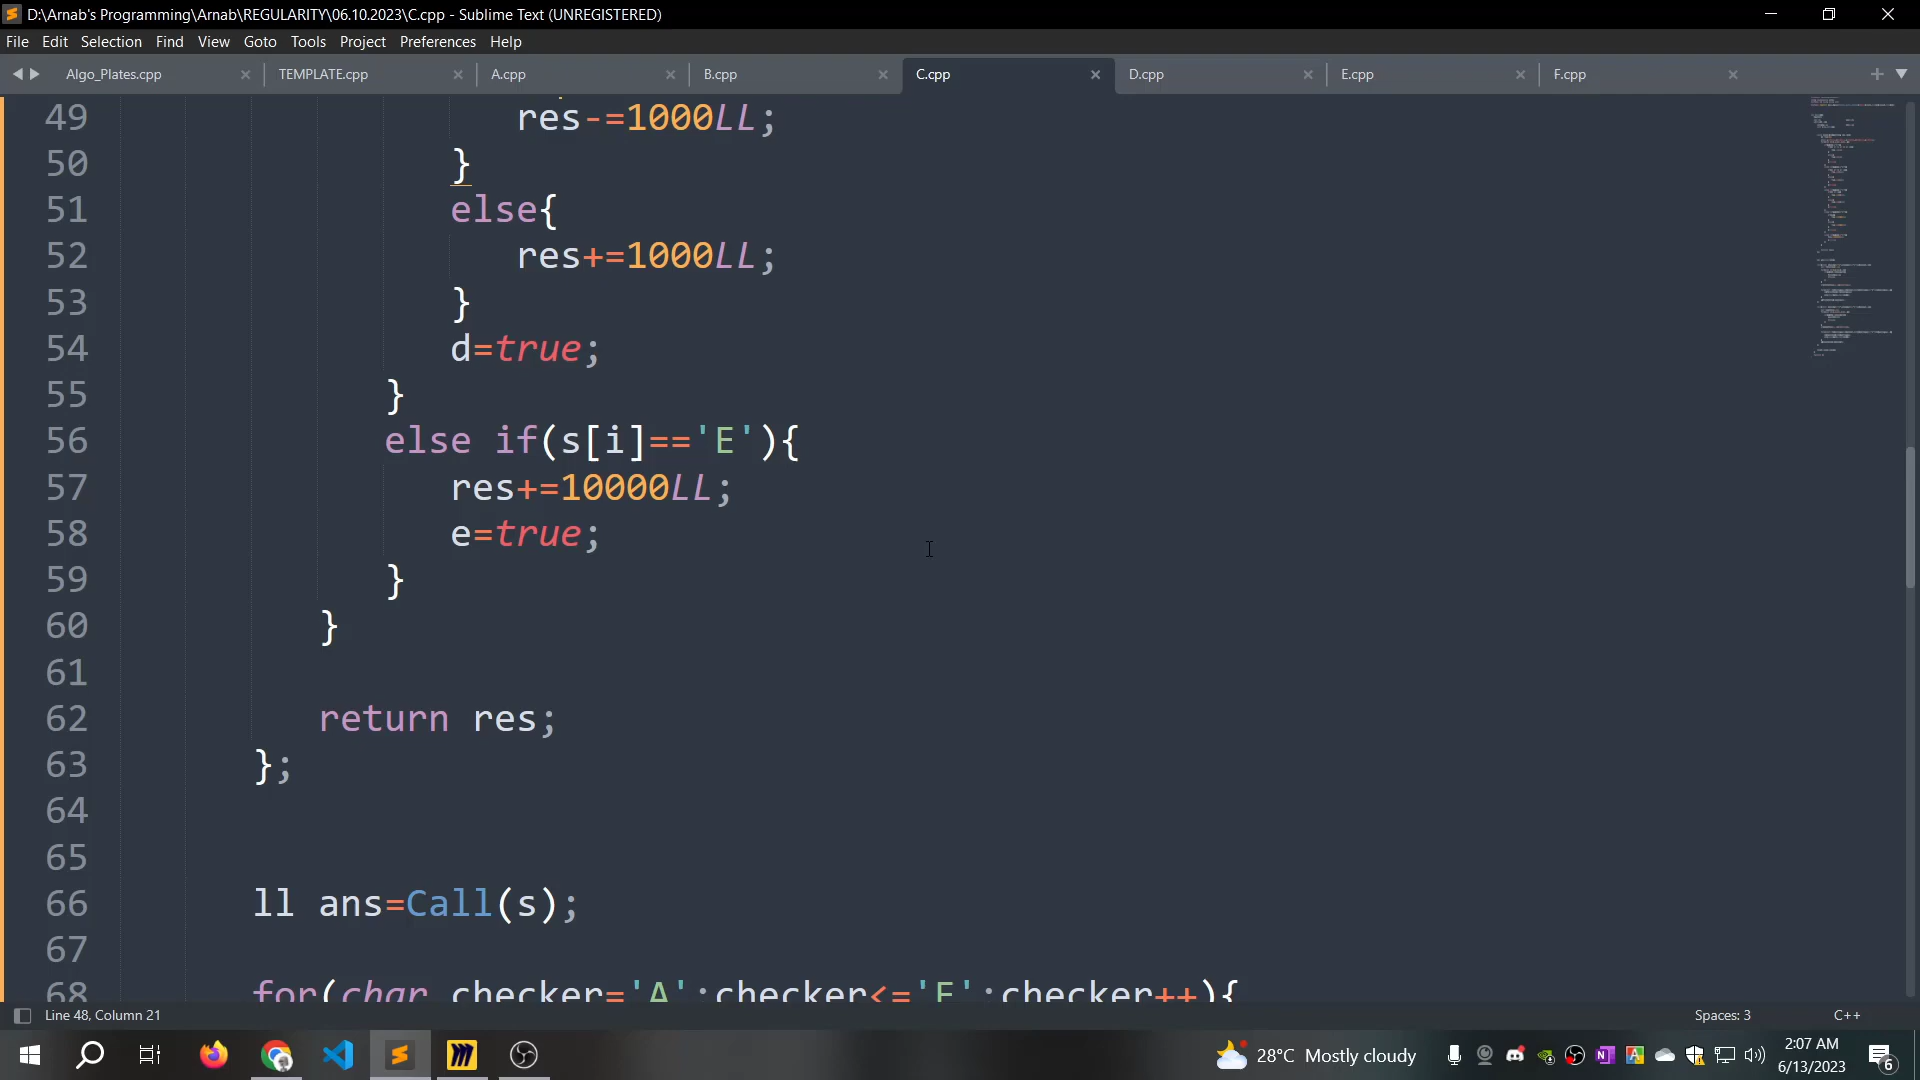 D:\Arnab's Programming\Arnab\REGULARITY\06.10.2023\C.cpp - Sublime Text (UNREGISTERED)
File Edit Selection Find View Goto Tools Project Preferences Help
Algo_Plates.cpp TEMPLATE.cpp A.cpp B.cpp C.cpp D.cpp E.cpp F.cpp
49 res-=1000LL;
50 }
51 else{
52 res+=1000LL;
53 }
54 d=true;
55 }
56 else if(s[i]=='E'){
57 res+=10000LL;
58 e=true;
59 }
60 }
61
62 return res;
63 };
64
65
66 ll ans=Call(s);
67
68 for(char checker='A';checker<='E';checker++){
Line 48, Column 21 Spaces: 3 C++
28°C Mostly cloudy
2:07 AM
6/13/2023
6